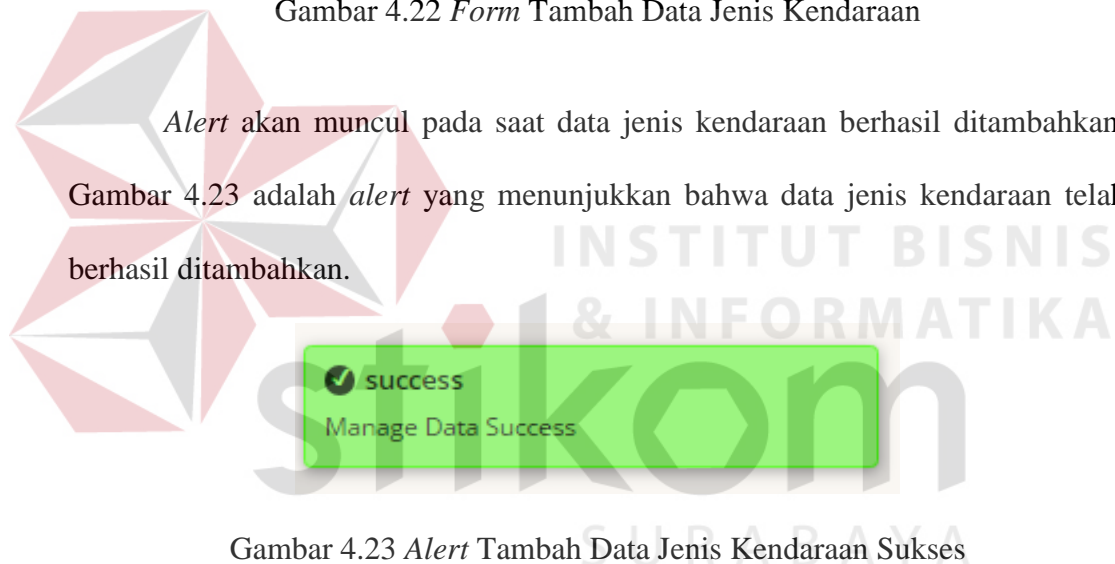 Gambar 4.22 Form Tambah Data Jenis Kendaraan
Alert akan muncul pada saat data jenis kendaraan berhasil ditambahkan
Gambar 4.23 adalah alert yang menunjukkan bahwa data jenis kendaraan tela
berhasil ditambahkan.
INSTITUT BISNIS
& INFORMATIKA
stikom
SURABAYA
success
Manage Data Success
Gambar 4.23 Alert Tambah Data Jenis Kendaraan Sukses